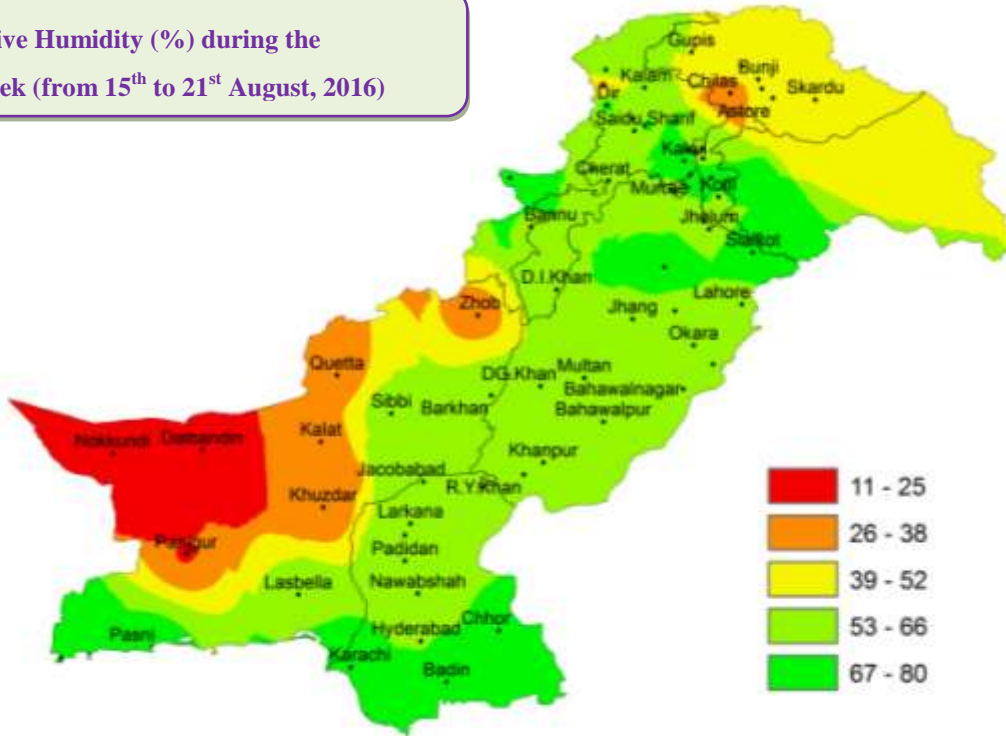 ive Humidity (%) during the
ek (from 15th to 21st August, 2016)
Gupis
Kalam
Chilas
Bunji
Skardu
Dir
Astore
Saidu Sharif
Cherat
Kotli
Bannu
Jhelum
Sialkot
D.I.Khan
Zhob
Jhang
Lahore
Okara
Quetta
DG.Khan
Multan
Sibbi
Barkhan
Bahawalnagar
Bahawalpur
Nokkundi
Dalbandin
Kalat
Khanpur
Jacobabad
R.Y.Khan
Khuzdar
Larkana
Panjgur
Padidan
Lasbella
Nawabshah
Pasni
Hyderabad
Chhor
Karachi
Badin
11 - 25
26 - 38
39 - 52
53 - 66
67 - 80